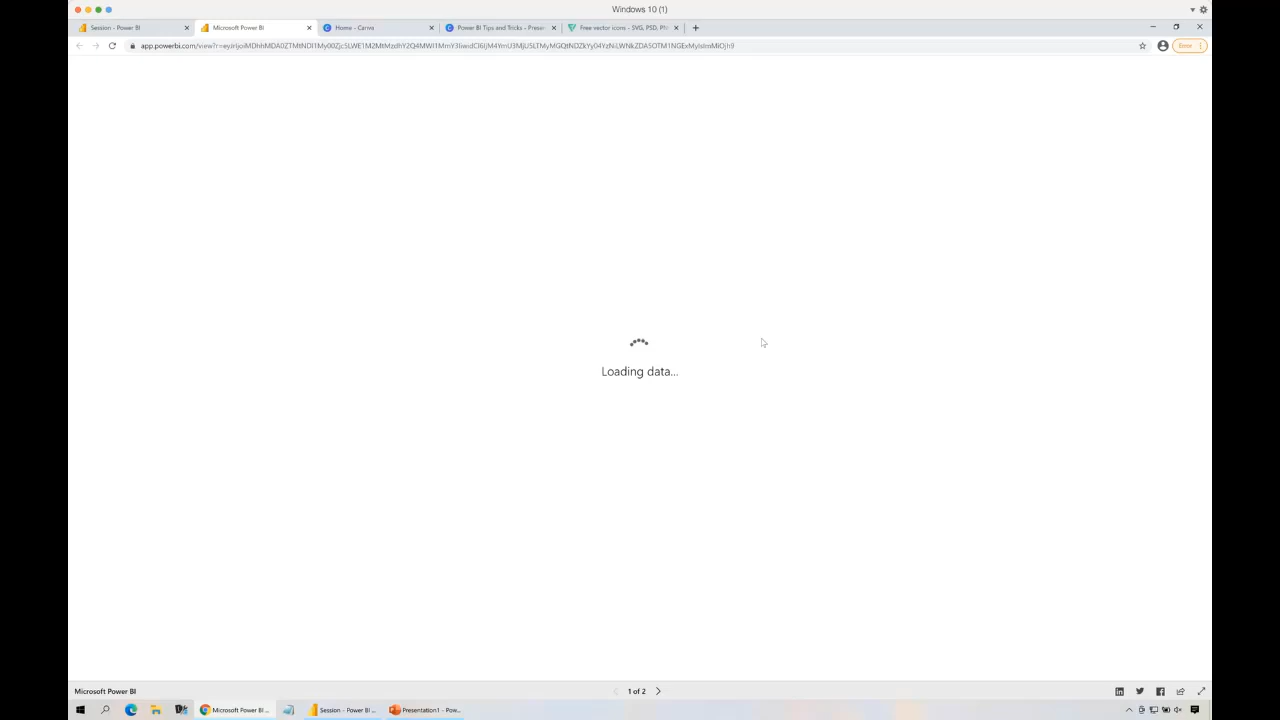 Windows 10 (1)
Session - Power BI
Microsoft Power BI
Home - Canva
Power BI Tips and Tricks - Presen
Free vector icons - SVG, PSD, PN
Error
Loading data...
Microsoft Power BI
1 of 2
Microsoft Power BI...
Session - Power BI ...
Presentation1 - Pow...